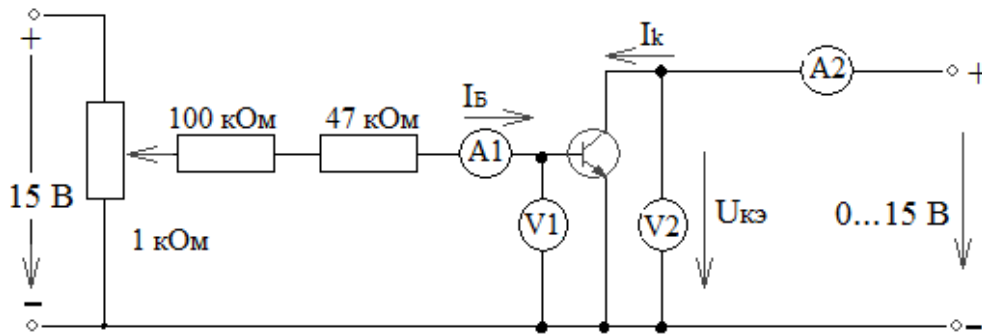 +
Iк
A2
+
IБ
100 кОм
47 кОм
A1
15 В
V1
V2
Uкэ
0...15 В
1 кОм
−
−